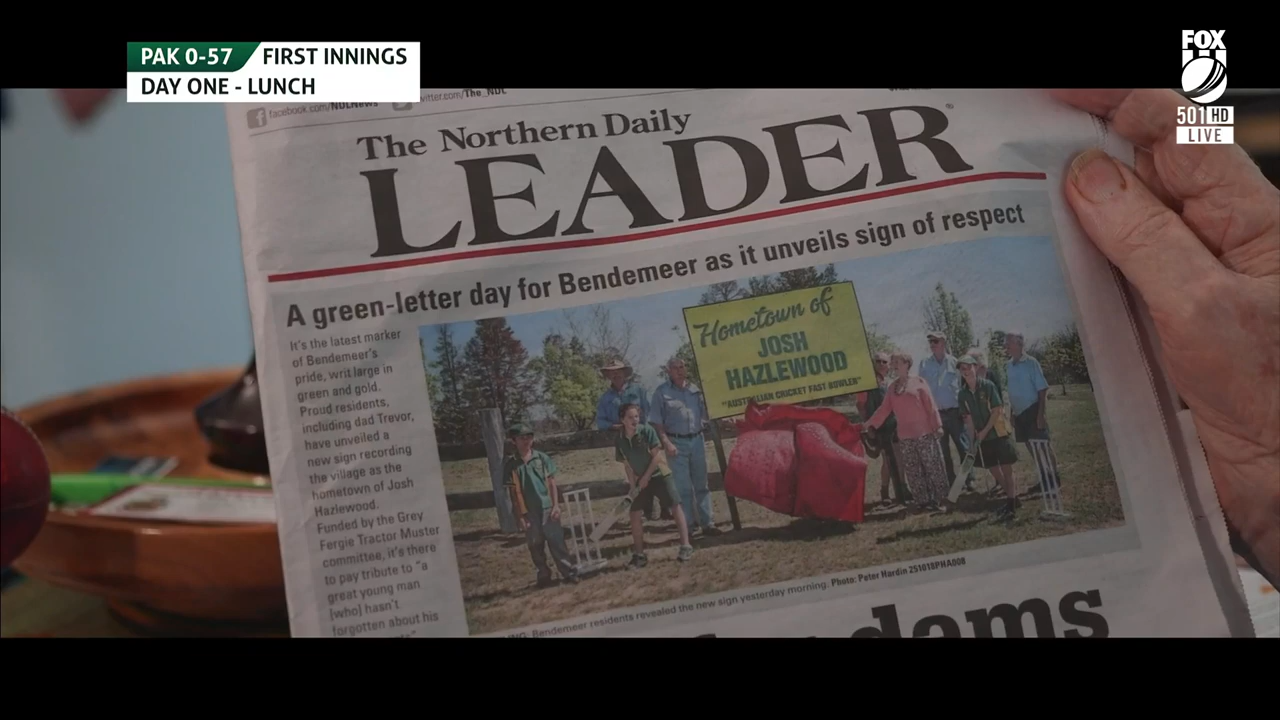 PAK 0-57 FIRST INNINGS
DAY ONE - LUNCH
FOX
501 HD
LIVE
facebook.com/NDLNews twitter.com/The_NDL
The Northern Daily
LEADER
A green-letter day for Bendemeer as it unveils sign of respect
It's the latest marker
of Bendemeer's
pride, writ large in
green and gold.
Proud residents,
including dad Trevor,
have unveiled a
new sign recording
the village as the
hometown of Josh
Hazlewood.
Funded by the Grey
Fergie Tractor Muster
committee, it's there
to pay tribute to "a
great young man
[who] hasn't
forgotten about his
Hometown of
JOSH
HAZLEWOOD
"AUSTRALIAN CRICKET FAST BOWLER"
Bendemeer residents revealed the new sign yesterday morning. Photo: Peter Hardin 251018PHA008
dams